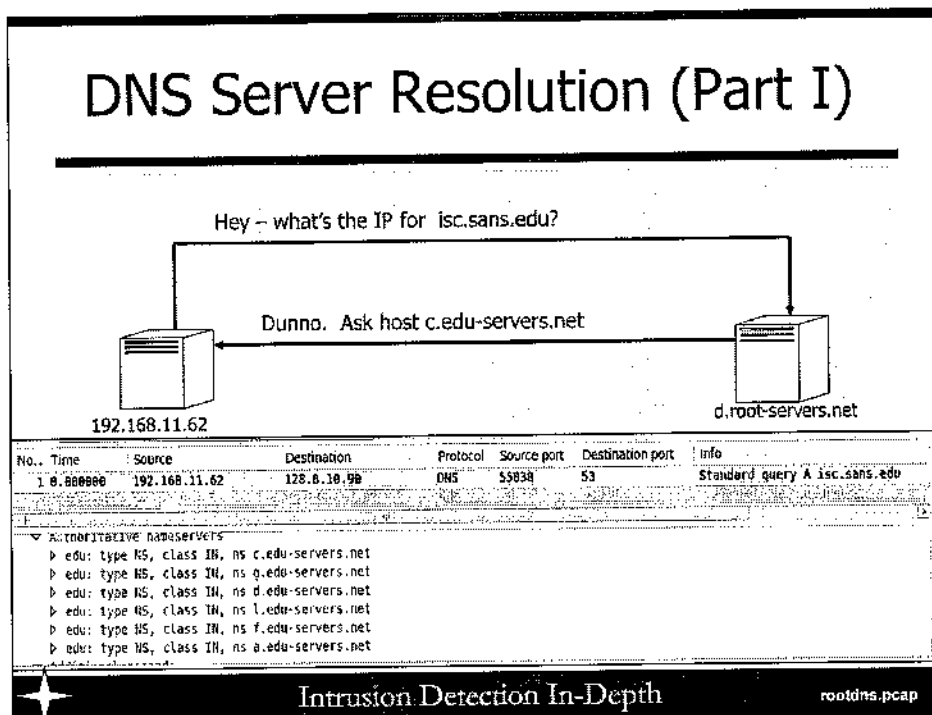 DNS Server Resolution (Part I)
Hey – what's the IP for isc.sans.edu?
Dunno. Ask host c.edu-servers.net
192.168.11.62
d.root-servers.net
No.. Time Source Destination Protocol Source port Destination port Info
1 0.000000 192.168.11.62 128.8.10.90 DNS 53 Standard query A isc.sans.edu
Authoritative nameservers
edu: type NS, class IN, ns c.edu-servers.net
edu: type NS, class IN, ns g.edu-servers.net
edu: type NS, class IN, ns d.edu-servers.net
edu: type NS, class IN, ns l.edu-servers.net
edu: type NS, class IN, ns f.edu-servers.net
edu: type NS, class IN, ns a.edu-servers.net
Intrusion Detection In-Depth
rootdns.pcap